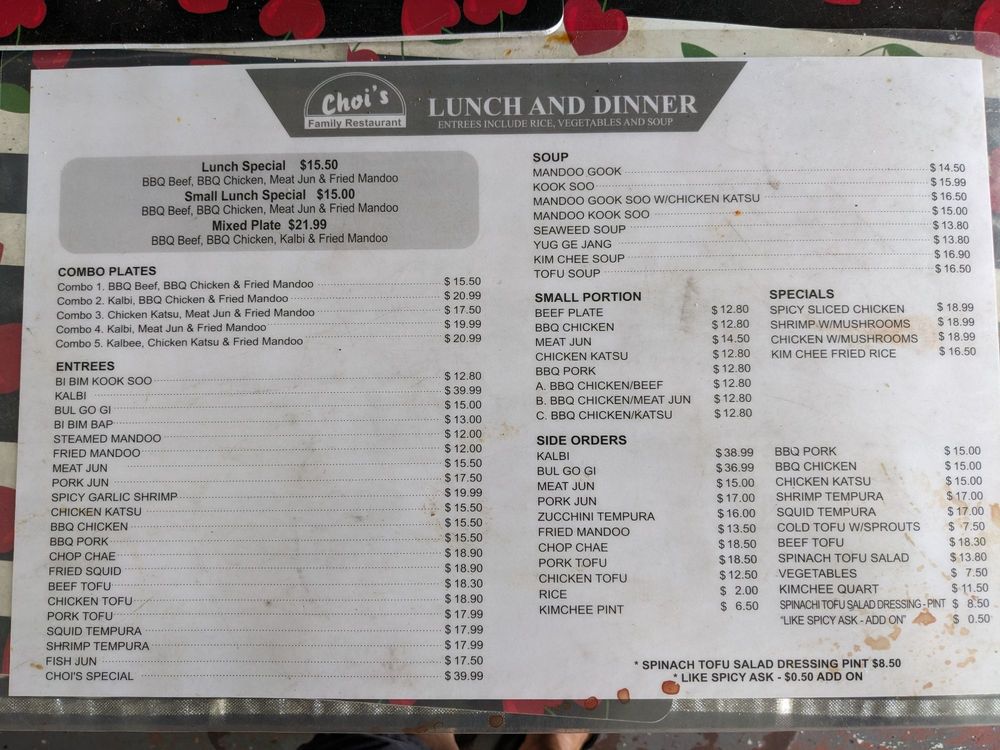 Choi's
Family Restaurant
LUNCH AND DINNER
ENTREES INCLUDE RICE, VEGETABLES AND SOUP
Lunch Special $15.50
BBQ Beef, BBQ Chicken, Meat Jun & Fried Mandoo
Small Lunch Special $15.00
BBQ Beef, BBQ Chicken, Meat Jun & Fried Mandoo
Mixed Plate $21.99
BBQ Beef, BBQ Chicken, Kalbi & Fried Mandoo
COMBO PLATES
Combo 1. BBQ Beef, BBQ Chicken & Fried Mandoo $ 15.50
Combo 2. Kalbi, BBQ Chicken & Fried Mandoo $ 20.99
Combo 3. Chicken Katsu, Meat Jun & Fried Mandoo $ 17.50
Combo 4. Kalbi, Meat Jun & Fried Mandoo $ 19.99
Combo 5. Kalbee, Chicken Katsu & Fried Mandoo $ 20.99
ENTREES
BI BIM KOOK SOO $ 12.80
KALBI $ 39.99
BUL GO GI $ 15.00
BI BIM BAP $ 13.00
STEAMED MANDOO $ 12.00
FRIED MANDOO $ 12.00
MEAT JUN $ 15.50
PORK JUN $ 17.50
SPICY GARLIC SHRIMP $ 19.99
CHICKEN KATSU $ 15.50
BBQ CHICKEN $ 15.50
BBQ PORK $ 15.50
CHOP CHAE $ 18.90
FRIED SQUID $ 18.90
BEEF TOFU $ 18.30
CHICKEN TOFU $ 18.90
PORK TOFU $ 17.99
SQUID TEMPURA $ 17.99
SHRIMP TEMPURA $ 17.99
FISH JUN $ 17.50
CHOI'S SPECIAL $ 39.99
SOUP
MANDOO GOOK $ 14.50
KOOK SOO $ 15.99
MANDOO GOOK SOO W/CHICKEN KATSU $ 16.50
MANDOO KOOK SOO $ 15.00
SEAWEED SOUP $ 13.80
YUG GE JANG $ 13.80
KIM CHEE SOUP $ 16.90
TOFU SOUP $ 16.50
SMALL PORTION
BEEF PLATE $ 12.80
BBQ CHICKEN $ 12.80
MEAT JUN $ 14.50
CHICKEN KATSU $ 12.80
BBQ PORK $ 12.80
A. BBQ CHICKEN/BEEF $ 12.80
B. BBQ CHICKEN/MEAT JUN $ 12.80
C. BBQ CHICKEN/KATSU $ 12.80
SPECIALS
SPICY SLICED CHICKEN $ 18.99
SHRIMP W/MUSHROOMS $ 18.99
CHICKEN W/MUSHROOMS $ 18.99
KIM CHEE FRIED RICE $ 16.50
SIDE ORDERS
KALBI $ 38.99
BUL GO GI $ 36.99
MEAT JUN $ 15.00
PORK JUN $ 17.00
ZUCCHINI TEMPURA $ 16.00
FRIED MANDOO $ 13.50
CHOP CHAE $ 18.50
PORK TOFU $ 18.50
CHICKEN TOFU $ 12.50
RICE $ 2.00
KIMCHEE PINT $ 6.50
BBQ PORK $ 15.00
BBQ CHICKEN $ 15.00
CHICKEN KATSU $ 15.00
SHRIMP TEMPURA $ 17.00
SQUID TEMPURA $ 17.00
COLD TOFU W/SPROUTS $ 7.50
BEEF TOFU $ 18.30
SPINACH TOFU SALAD $ 13.80
VEGETABLES $ 7.50
KIMCHEE QUART $ 11.50
SPINACH TOFU SALAD DRESSING - PINT $ 8.50
"LIKE SPICY ASK - ADD ON" $ 0.50
* SPINACH TOFU SALAD DRESSING PINT $8.50
* LIKE SPICY ASK - $0.50 ADD ON